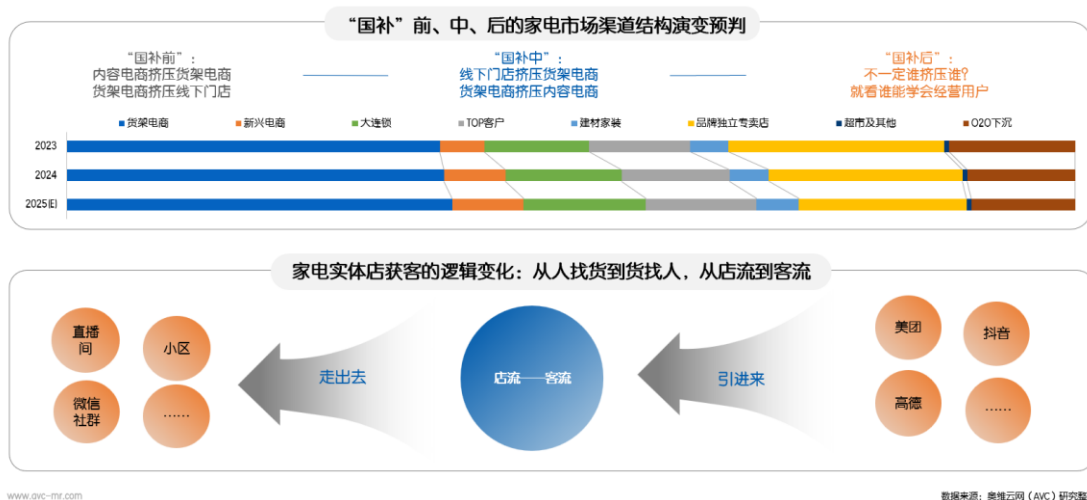 “国补”前、中、后的家电市场渠道结构演变预判
“国补前”：
内容电商挤压货架电商
货架电商挤压线下门店
“国补中”：
线下门店挤压货架电商
货架电商挤压内容电商
“国补后”：
不一定谁挤压谁？
就看谁能学会经营用户
货架电商
新兴电商
大连锁
TOP客户
建材家装
品牌独立专卖店
超市及其他
O2O下沉
2023
2024
2025(E)
家电实体店获客的逻辑变化：从人找货到货找人，从店流到客流
直播
间
小区
微信
社群
……
走出去
店流——客流
引进来
美团
抖音
高德
……
www.avc-mr.com
数据来源：奥维云网（AVC）研究院